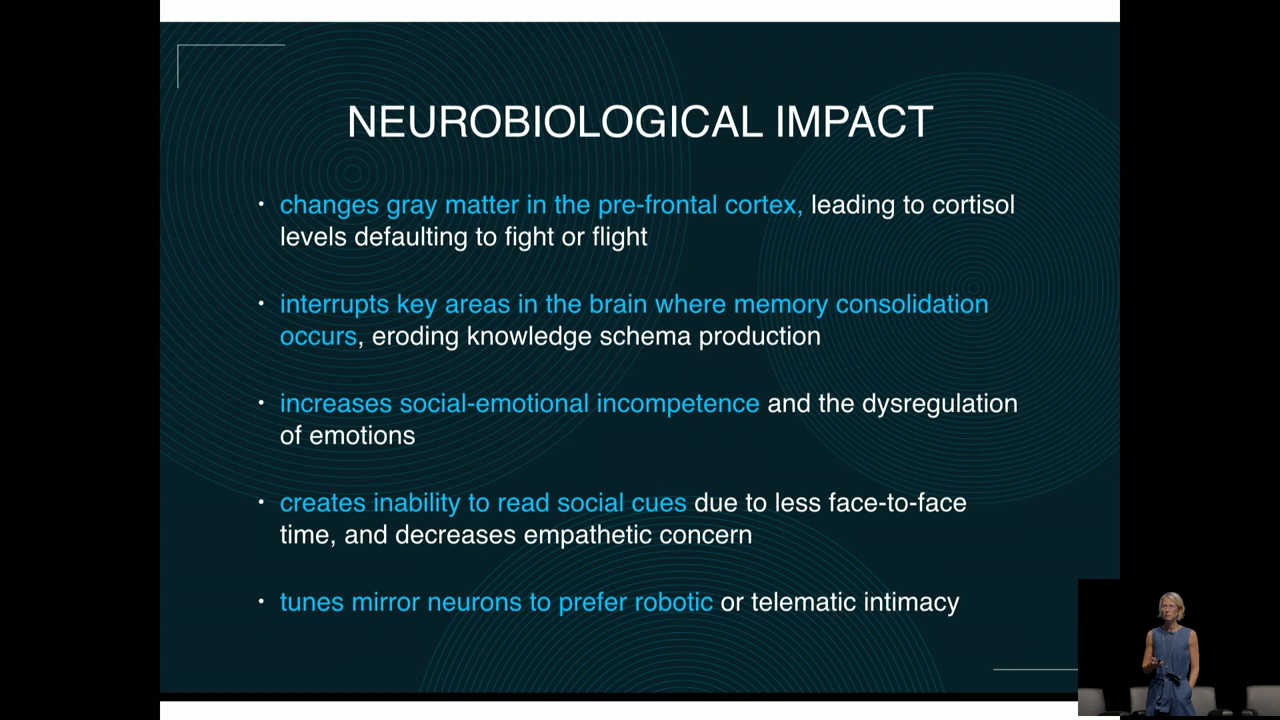 NEUROBIOLOGICAL IMPACT
• changes gray matter in the pre-frontal cortex, leading to cortisol
levels defaulting to fight or flight
• interrupts key areas in the brain where memory consolidation
occurs, eroding knowledge schema production
• increases social-emotional incompetence and the dysregulation
of emotions
• creates inability to read social cues due to less face-to-face
time, and decreases empathetic concern
• tunes mirror neurons to prefer robotic or telematic intimacy